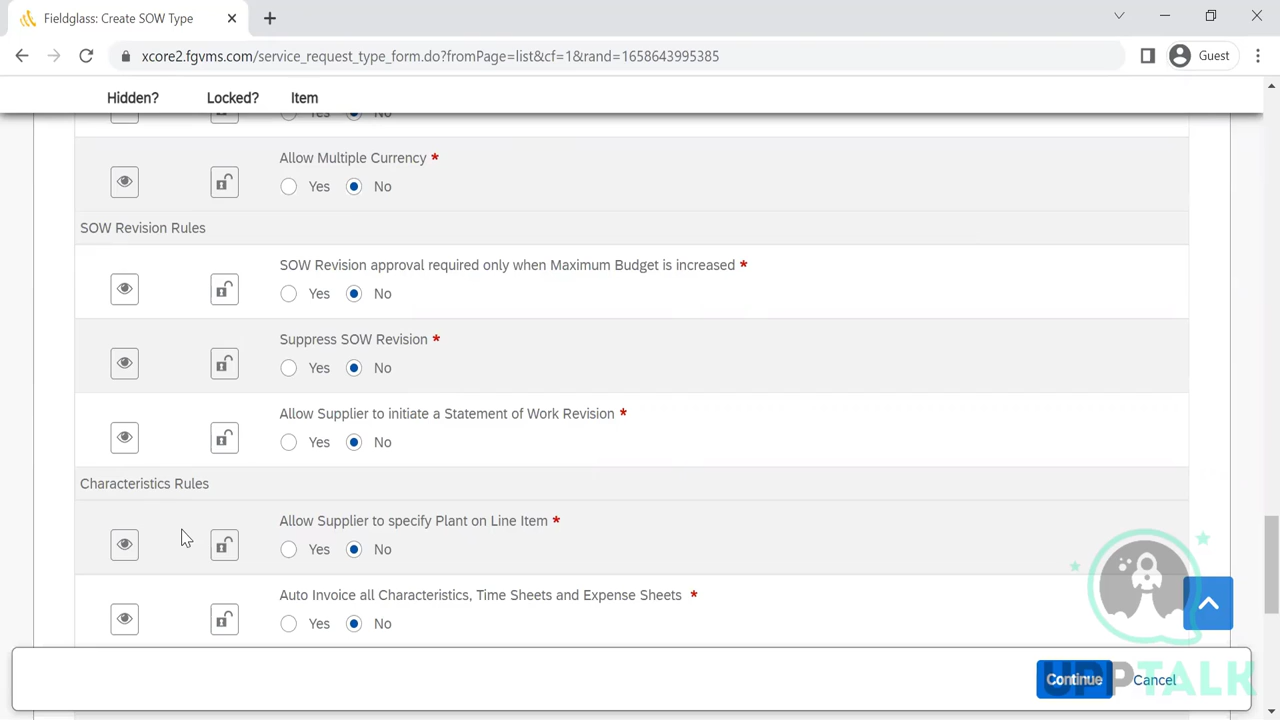 Fieldglass: Create SOW Type
xcore2.fgvms.com/service_request_type_form.do?fromPage=list&cf=1&rand=1658643995385
Guest
Hidden? Locked? Item
Yes No
Allow Multiple Currency *
Yes No
SOW Revision Rules
SOW Revision approval required only when Maximum Budget is increased *
Yes No
Suppress SOW Revision *
Yes No
Allow Supplier to initiate a Statement of Work Revision *
Yes No
Characteristics Rules
Allow Supplier to specify Plant on Line Item *
Yes No
Auto Invoice all Characteristics, Time Sheets and Expense Sheets *
Yes No
Continue Cancel
UPPTALK